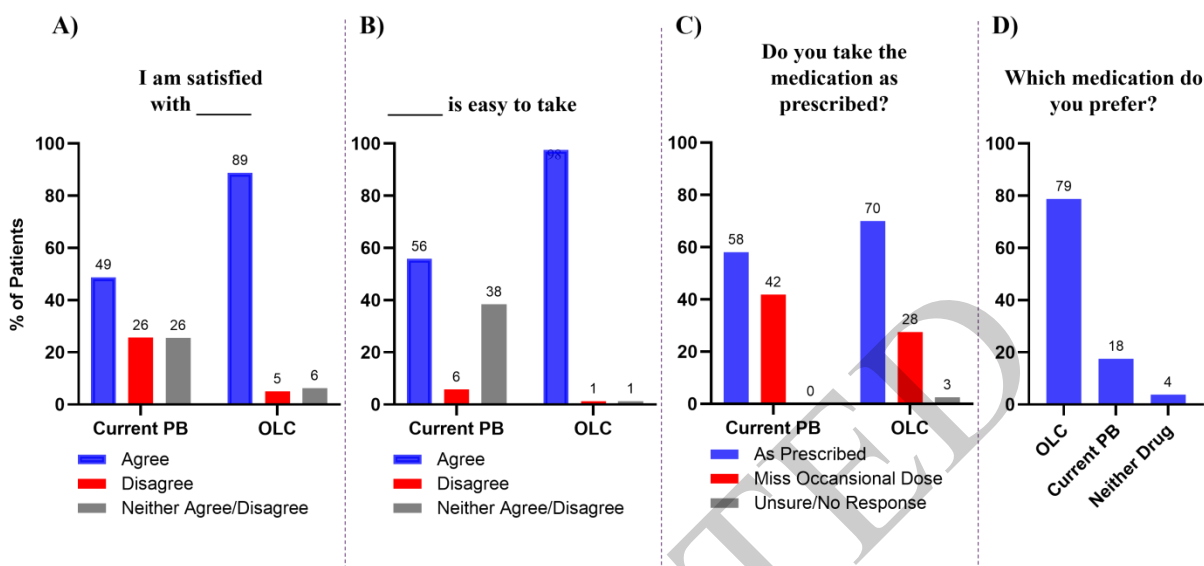 A)
I am satisfied
with ______
% of Patients
100
80
60
40
20
0
49
26
26
89
5
6
Current PB
OLC
Agree
Disagree
Neither Agree/Disagree
B)
______ is easy to take
100
80
60
40
20
0
56
6
38
98
1
1
Current PB
OLC
Agree
Disagree
Neither Agree/Disagree
C)
Do you take the
medication as
prescribed?
100
80
60
40
20
0
58
42
0
70
28
3
Current PB
OLC
As Prescribed
Miss Occansional Dose
Unsure/No Response
D)
Which medication do
you prefer?
100
80
60
40
20
0
79
18
4
OLC
Current PB
Neither Drug
TED